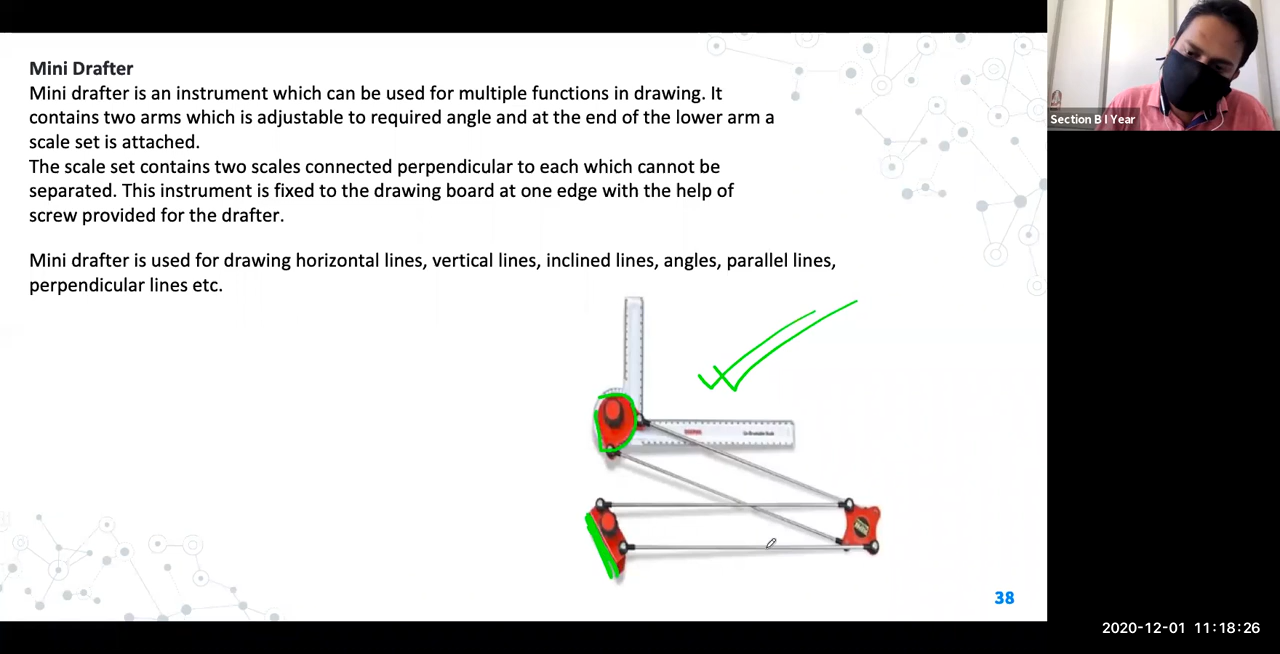 Mini Drafter
Mini drafter is an instrument which can be used for multiple functions in drawing. It
contains two arms which is adjustable to required angle and at the end of the lower arm a
scale set is attached.
The scale set contains two scales connected perpendicular to each which cannot be
separated. This instrument is fixed to the drawing board at one edge with the help of
screw provided for the drafter.
Mini drafter is used for drawing horizontal lines, vertical lines, inclined lines, angles, parallel lines,
perpendicular lines etc.
38
Section B I Year
2020-12-01 11:18:26